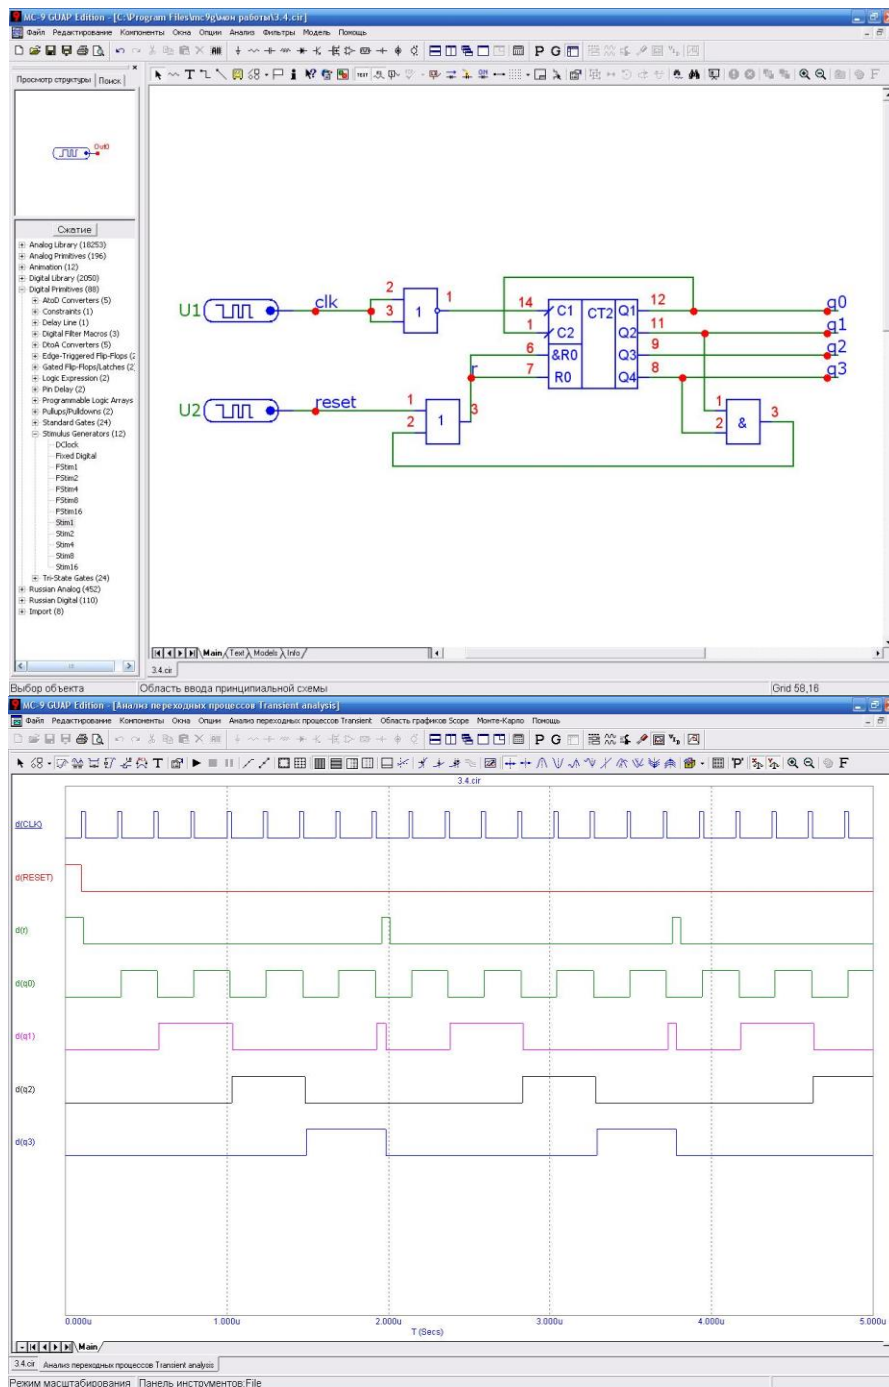 MC-9 GUAP Edition - [C:\Program Files\mc9g\мои работы\3.4.cir]
Файл Редактирование Компоненты Окна Опции Анализ Фильтры Модель Помощь
P G
Просмотр структуры Поиск
Out0
Сжатие
Analog Library (18253)
Analog Primitives (196)
Animation (12)
Digital Library (2050)
Digital Primitives (88)
AtoD Converters (5)
Constraints (1)
Delay Line (1)
Digital Filter Macros (3)
DtoA Converters (5)
Edge-Triggered Flip-Flops (2
Gated Flip-Flops/Latches (2)
Logic Expression (2)
Pin Delay (2)
Programmable Logic Arrays
Pullups/Pulldowns (2)
Standard Gates (24)
Stimulus Generators (12)
DClock
Fixed Digital
FStim1
FStim2
FStim4
FStim8
FStim16
Stim1
Stim2
Stim4
Stim8
Stim16
Tri-State Gates (24)
Russian Analog (452)
Russian Digital (110)
Import (8)
U1 clk 2 3 1 1 14 C1 CT2 Q1 12 q0
1 C2 Q2 11 q1
6 &R0 Q3 9 q2
r 7 R0 Q4 8 q3
U2 reset 1 2 1 3 1 2 & 3
Main Text Models Info
3.4.cir
Выбор объекта Область ввода принципиальной схемы Grid 58,16
MC-9 GUAP Edition - [Анализ переходных процессов Transient analysis]
Файл Редактирование Компоненты Окна Опции Анализ переходных процессов Transient Область графиков Scope Монте-Карло Помощь
P G
3.4.cir
d(CLK)
d(RESET)
d(r)
d(q0)
d(q1)
d(q2)
d(q3)
0.000u 1.000u 2.000u 3.000u 4.000u 5.000u
T (Secs)
Main
3.4.cir Анализ переходных процессов Transient analysis
Режим масштабирования Панель инструментов:File